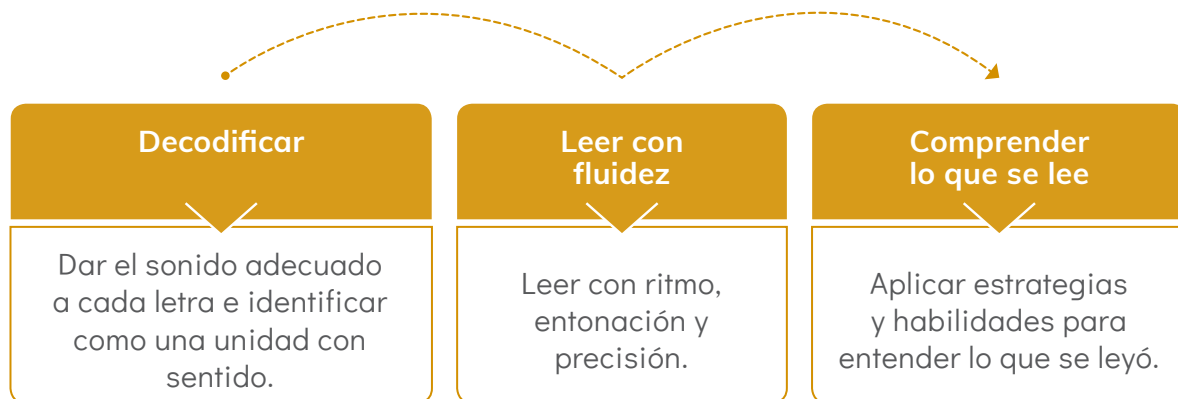 Decodificar
Dar el sonido adecuado
a cada letra e identificar
como una unidad con
sentido.
Leer con
fluidez
Leer con ritmo,
entonación y
precisión.
Comprender
lo que se lee
Aplicar estrategias
y habilidades para
entender lo que se leyó.